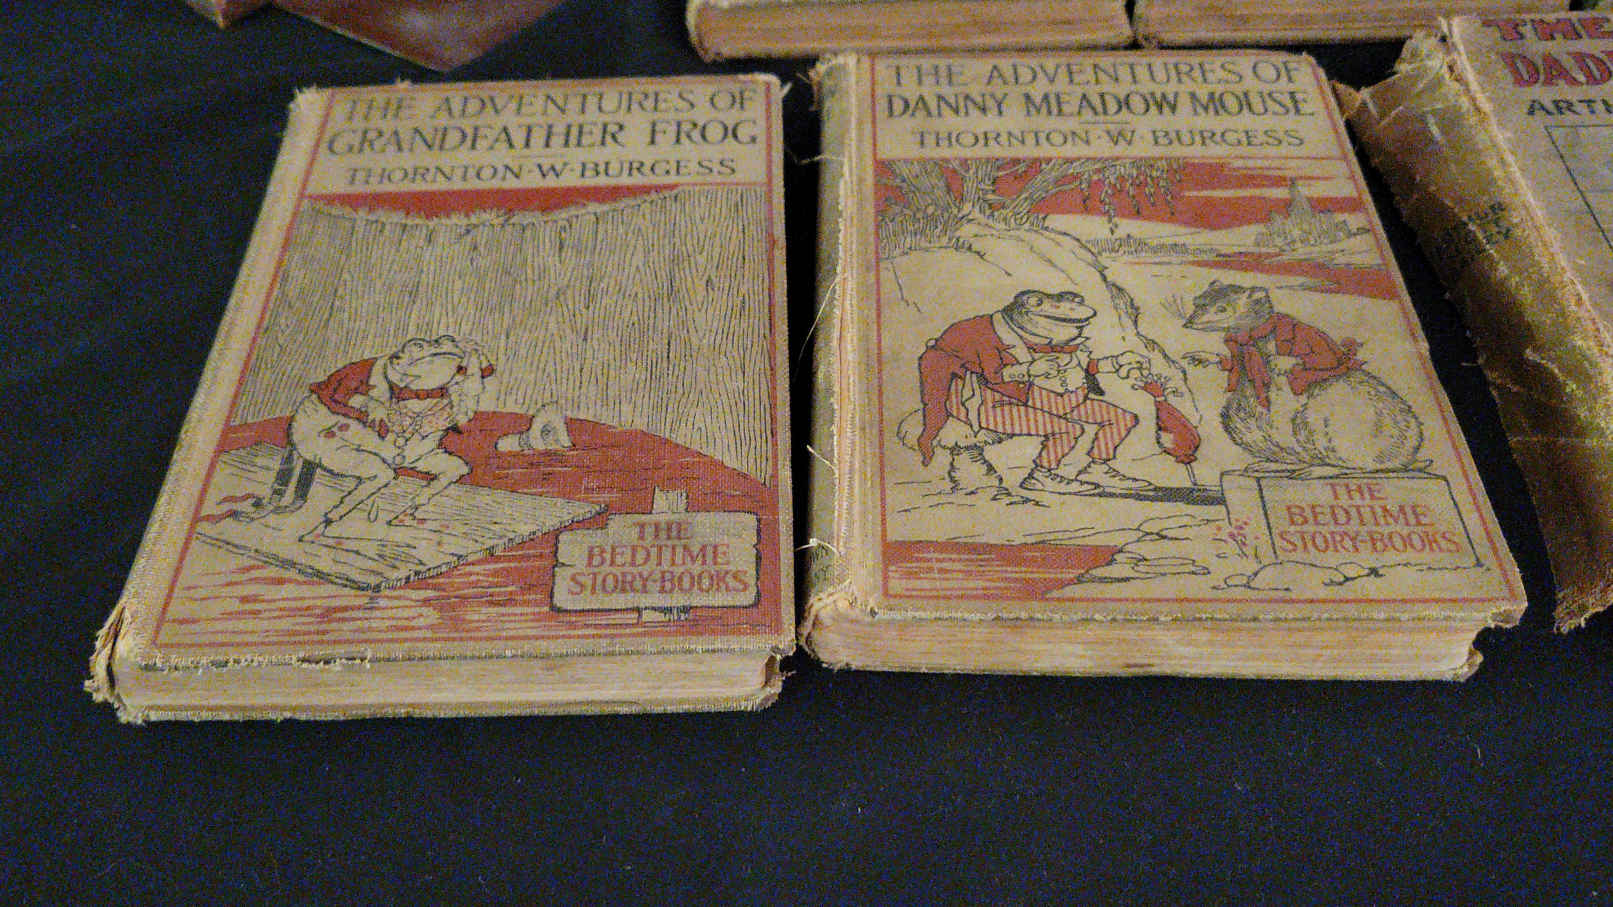 THE ADVENTURES OF
GRANDFATHER FROG
THORNTON·W·BURGESS
THE
BEDTIME
STORY-BOOKS
THE ADVENTURES OF
DANNY MEADOW MOUSE
THORNTON·W·BURGESS
THE
BEDTIME
STORY-BOOKS
THE